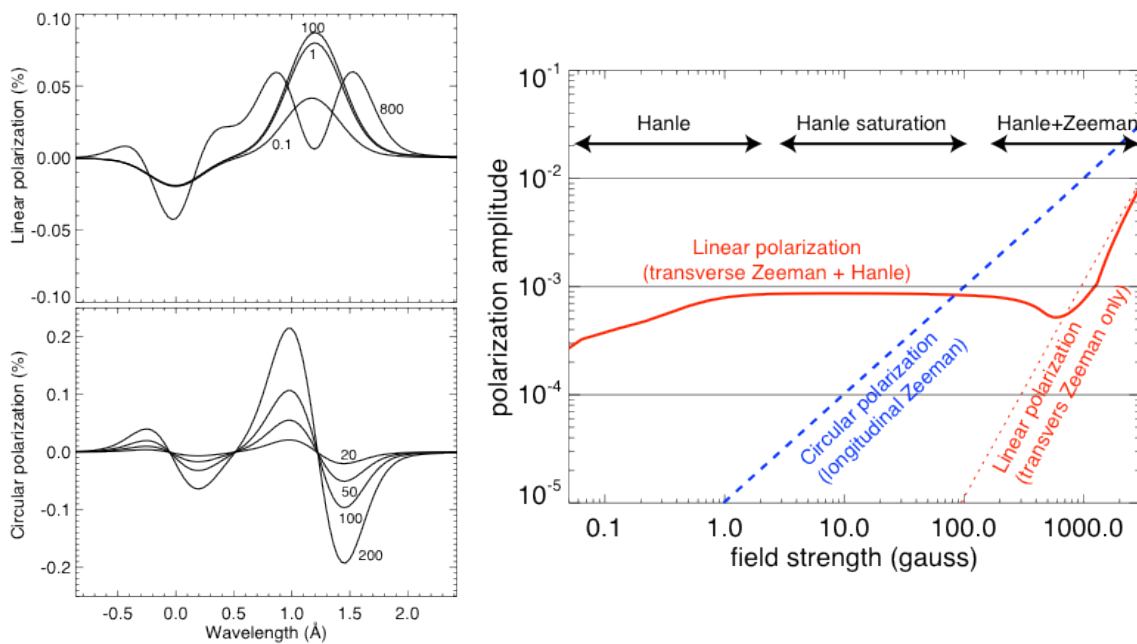 0.10
0.05
0.00
-0.05
-0.10
Linear polarization (%)
100
1
0.1
800
0.2
0.1
0.0
-0.1
-0.2
Circular polarization (%)
20
50
100
200
-0.5
0.0
0.5
1.0
1.5
2.0
Wavelength (Å)
10-1
10-2
10-3
10-4
10-5
polarization amplitude
Hanle
Hanle saturation
Hanle+Zeeman
Linear polarization
(transverse Zeeman + Hanle)
Circular polarization
(longitudinal Zeeman)
Linear polarization
(transvers Zeeman only)
0.1
1.0
10.0
100.0
1000.0
field strength (gauss)